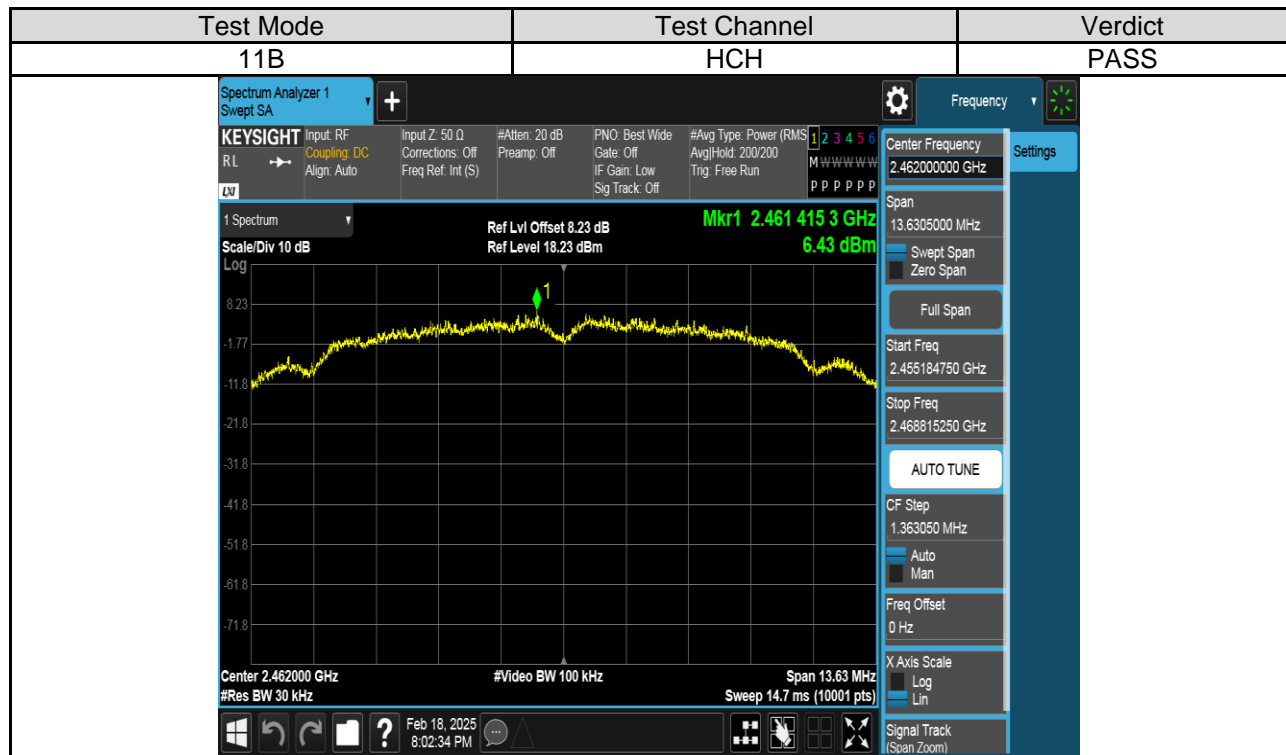 Test Mode Test Channel Verdict
11B HCH PASS
Spectrum Analyzer 1
Swept SA
+
Frequency
KEYSIGHT
RL
LXI
Input: RF
Coupling: DC
Align: Auto
Input Z: 50 Ω
Corrections: Off
Freq Ref: Int (S)
#Atten: 20 dB
Preamp: Off
PNO: Best Wide
Gate: Off
IF Gain: Low
Sig Track: Off
#Avg Type: Power (RMS
Avg|Hold: 200/200
Trig: Free Run
1 2 3 4 5 6
M W W W W W
P P P P P P
1 Spectrum
Scale/Div 10 dB
Ref Lvl Offset 8.23 dB
Ref Level 18.23 dBm
Mkr1 2.461 415 3 GHz
6.43 dBm
Log
1
8.23
-1.77
-11.8
-21.8
-31.8
-41.8
-51.8
-61.8
-71.8
Center 2.462000 GHz
#Res BW 30 kHz
#Video BW 100 kHz
Span 13.63 MHz
Sweep 14.7 ms (10001 pts)
?
Feb 18, 2025
8:02:34 PM
Center Frequency
2.462000000 GHz
Span
13.6305000 MHz
Swept Span
Zero Span
Full Span
Start Freq
2.455184750 GHz
Stop Freq
2.468815250 GHz
AUTO TUNE
CF Step
1.363050 MHz
Auto
Man
Freq Offset
0 Hz
X Axis Scale
Log
Lin
Signal Track
(Span Zoom)
Settings